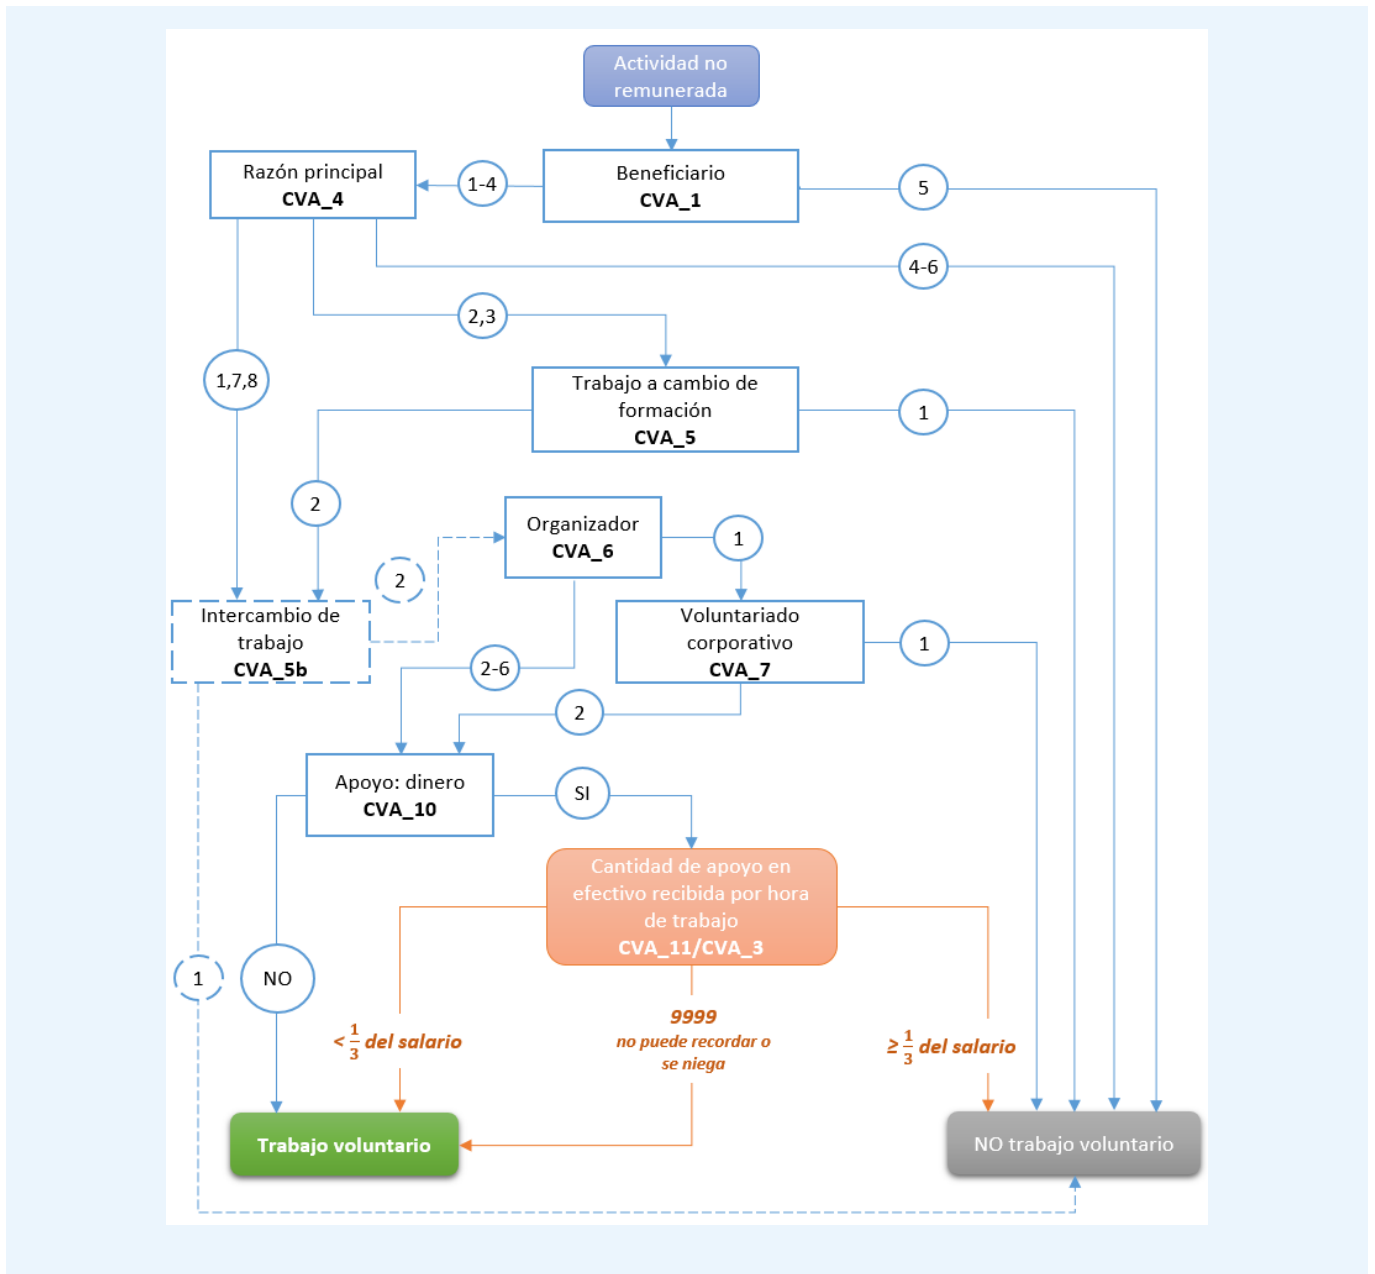 Actividad no
remunerada
Razón principal
CVA_4
1-4
Beneficiario
CVA_1
5
4-6
2,3
1,7,8
Trabajo a cambio de
formación
CVA_5
1
2
Organizador
CVA_6
1
2
Intercambio de
trabajo
CVA_5b
Voluntariado
corporativo
CVA_7
1
2-6
2
Apoyo: dinero
CVA_10
SI
Cantidad de apoyo en
efectivo recibida por hora
de trabajo
CVA_11/CVA_3
1
NO
< 1/3 del salario
9999
no puede recordar o
se niega
≥ 1/3 del salario
Trabajo voluntario
NO trabajo voluntario